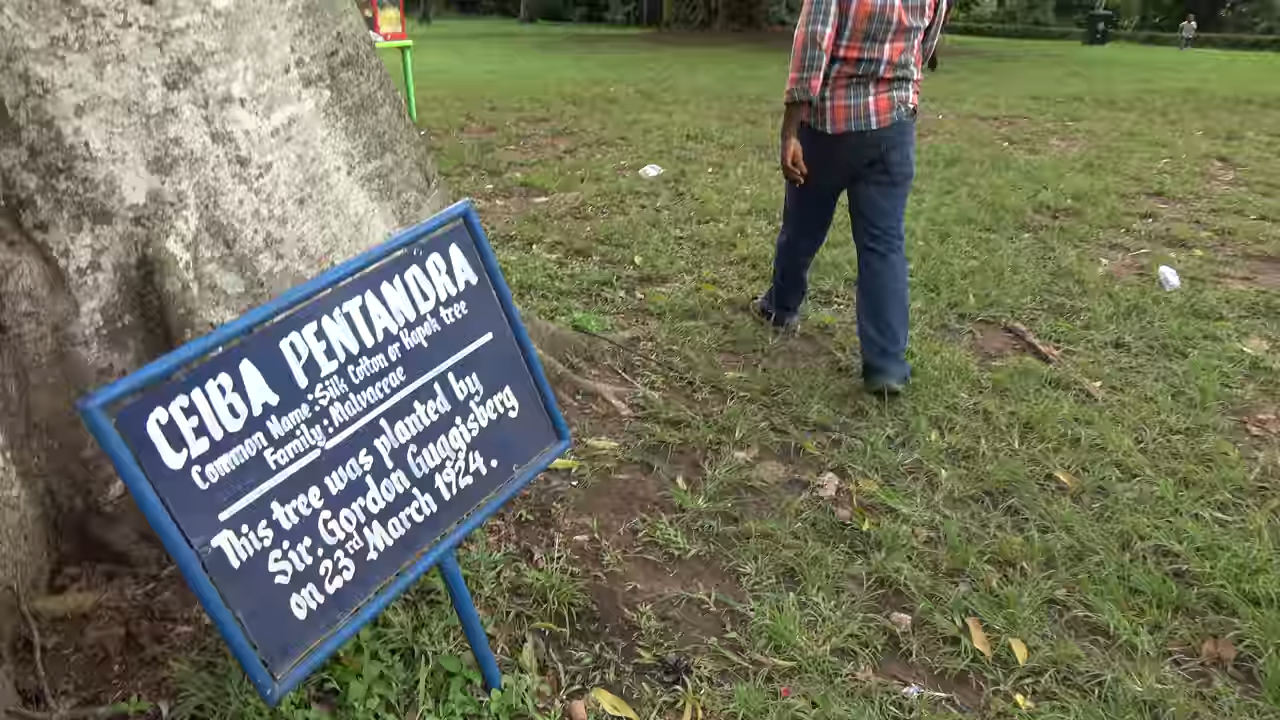 CEIBA PENTANDRA
Common Name: Silk Cotton or Kapok tree
Family: Malvaceae
This tree was planted by
Sir. Gordon Guggisberg
on 23rd March 1924.